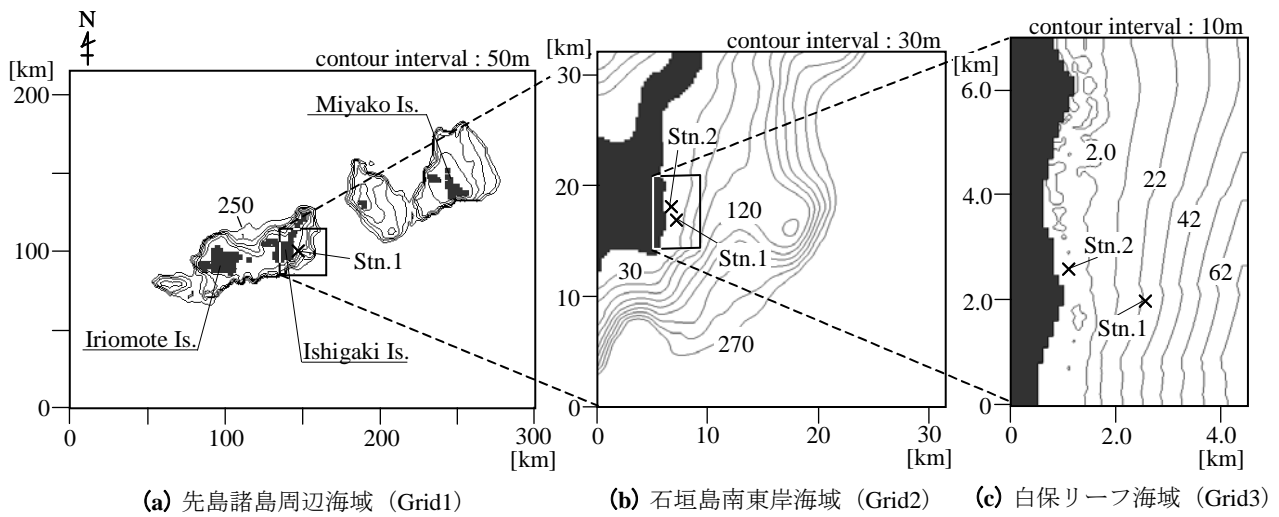 N
contour interval : 50m
[km]
200
100
0
0
100
200
300
[km]
Miyako Is.
250
Stn.1
Iriomote Is.
Ishigaki Is.
(a) 先島諸島周辺海域（Grid1）
contour interval : 30m
[km]
30
20
10
0
0
10
20
30
[km]
Stn.2
120
Stn.1
30
270
(b) 石垣島南東岸海域（Grid2）
contour interval : 10m
[km]
6.0
4.0
2.0
0
0
2.0
4.0
[km]
2.0
22
42
Stn.2
62
Stn.1
(c) 白保リーフ海域（Grid3）